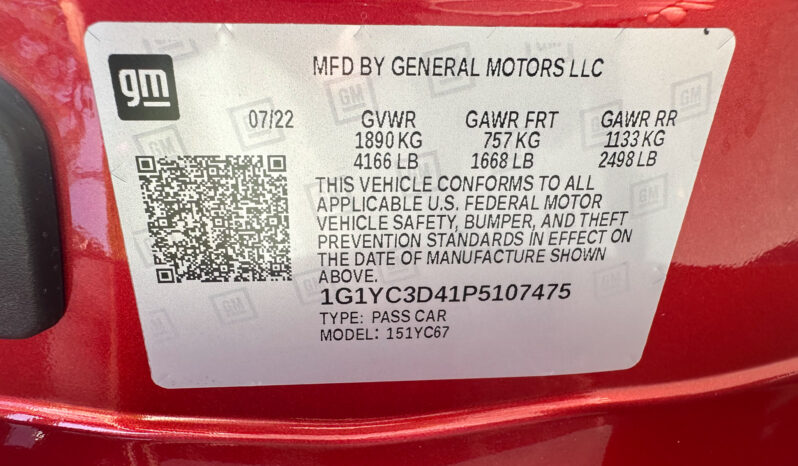 gm
MFD BY GENERAL MOTORS LLC
07/22 GVWR GAWR FRT GAWR RR
1890 KG 757 KG 1133 KG
4166 LB 1668 LB 2498 LB
THIS VEHICLE CONFORMS TO ALL
APPLICABLE U.S. FEDERAL MOTOR
VEHICLE SAFETY, BUMPER, AND THEFT
PREVENTION STANDARDS IN EFFECT ON
THE DATE OF MANUFACTURE SHOWN
ABOVE.
1G1YC3D41P5107475
TYPE: PASS CAR
MODEL: 151YC67